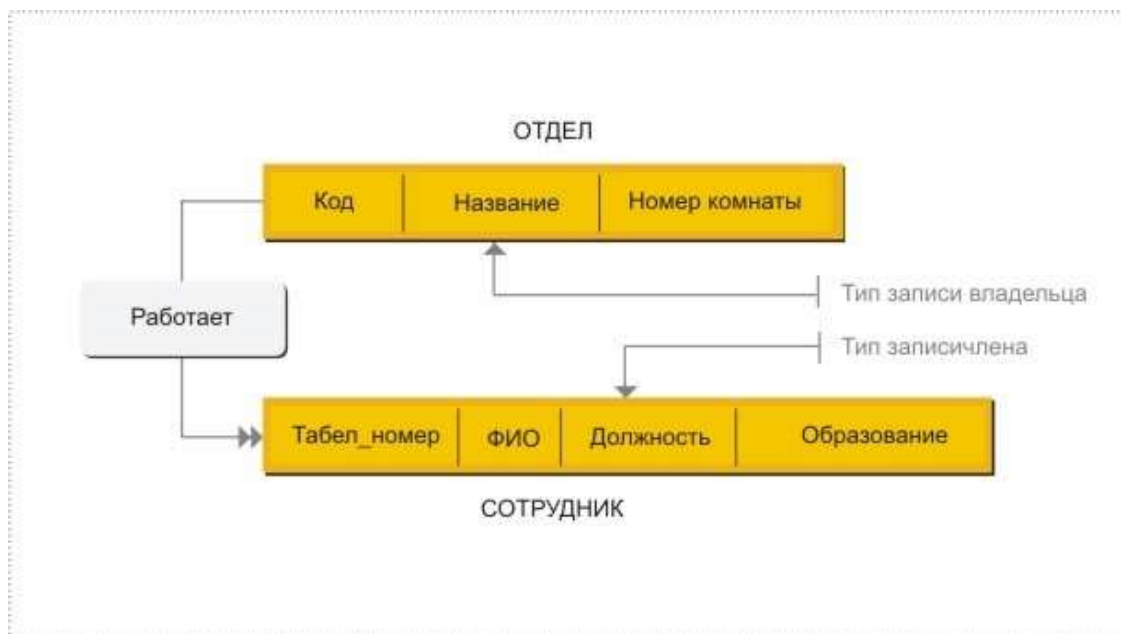 ОТДЕЛ
Код Название Номер комнаты
Тип записи владельца
Работает
Тип записичлена
Табел_номер ФИО Должность Образование
СОТРУДНИК